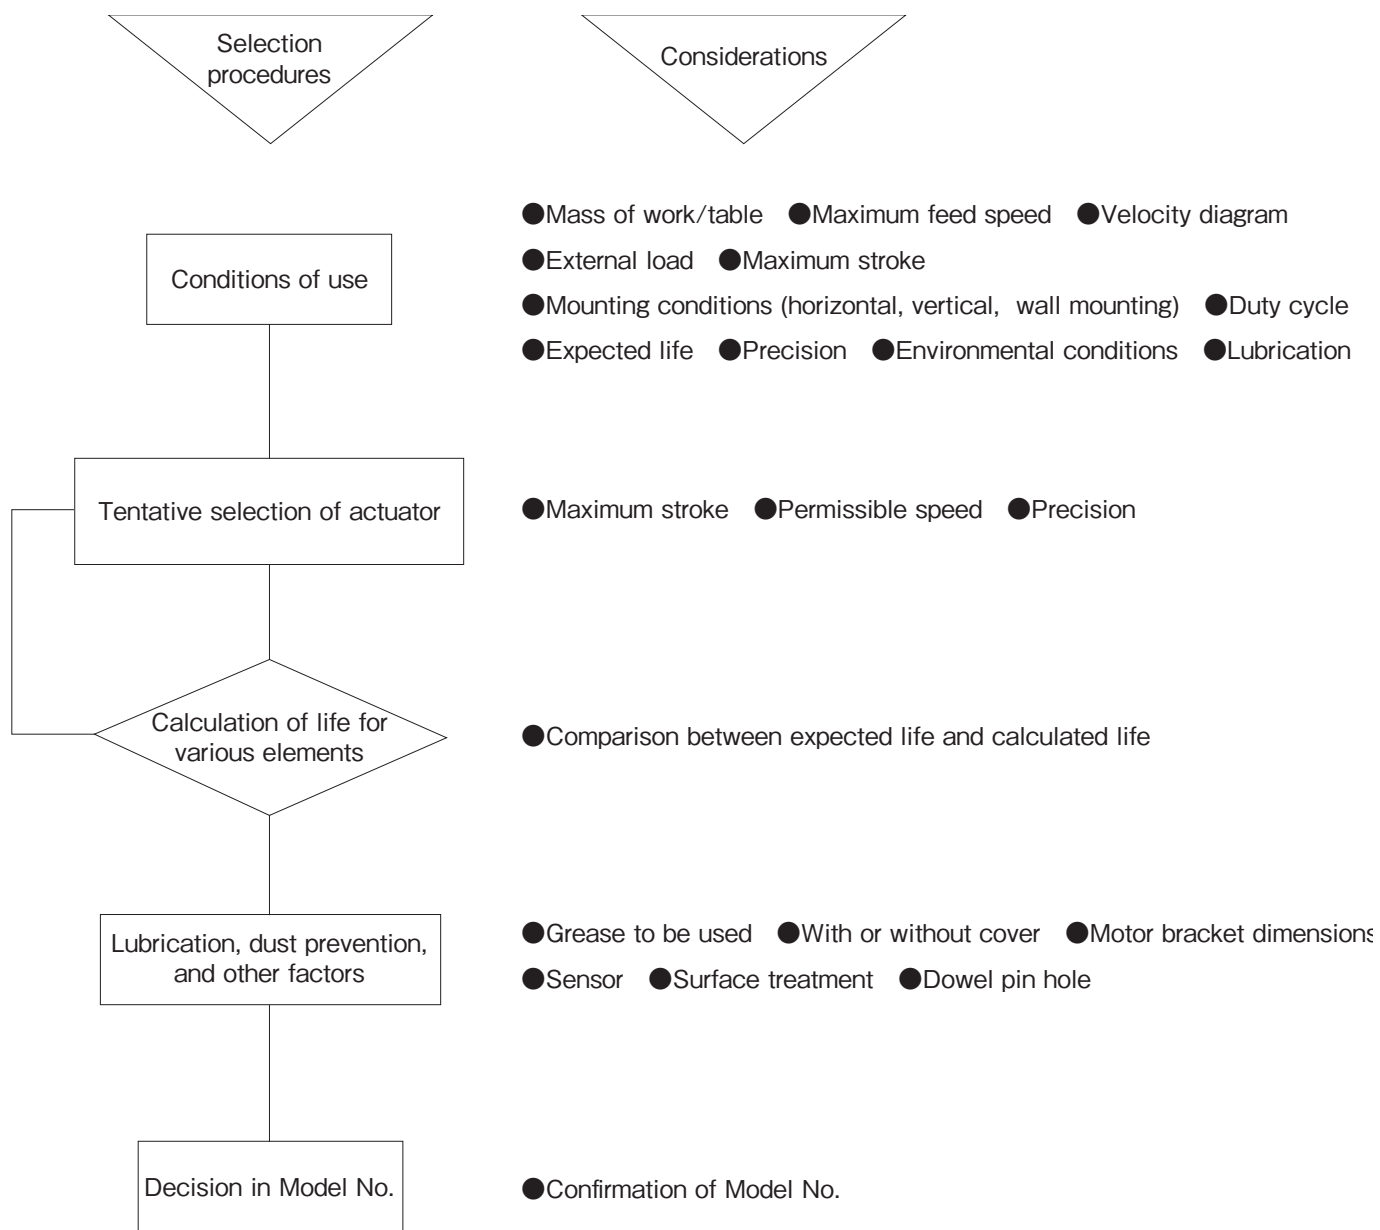 Selection
procedures
Considerations
●Mass of work/table ●Maximum feed speed ●Velocity diagram
Conditions of use
●External load ●Maximum stroke
●Mounting conditions (horizontal, vertical, wall mounting) ●Duty cycle
●Expected life ●Precision ●Environmental conditions ●Lubrication
Tentative selection of actuator
●Maximum stroke ●Permissible speed ●Precision
Calculation of life for
various elements
●Comparison between expected life and calculated life
Lubrication, dust prevention,
and other factors
●Grease to be used ●With or without cover ●Motor bracket dimensions
●Sensor ●Surface treatment ●Dowel pin hole
Decision in Model No.
●Confirmation of Model No.